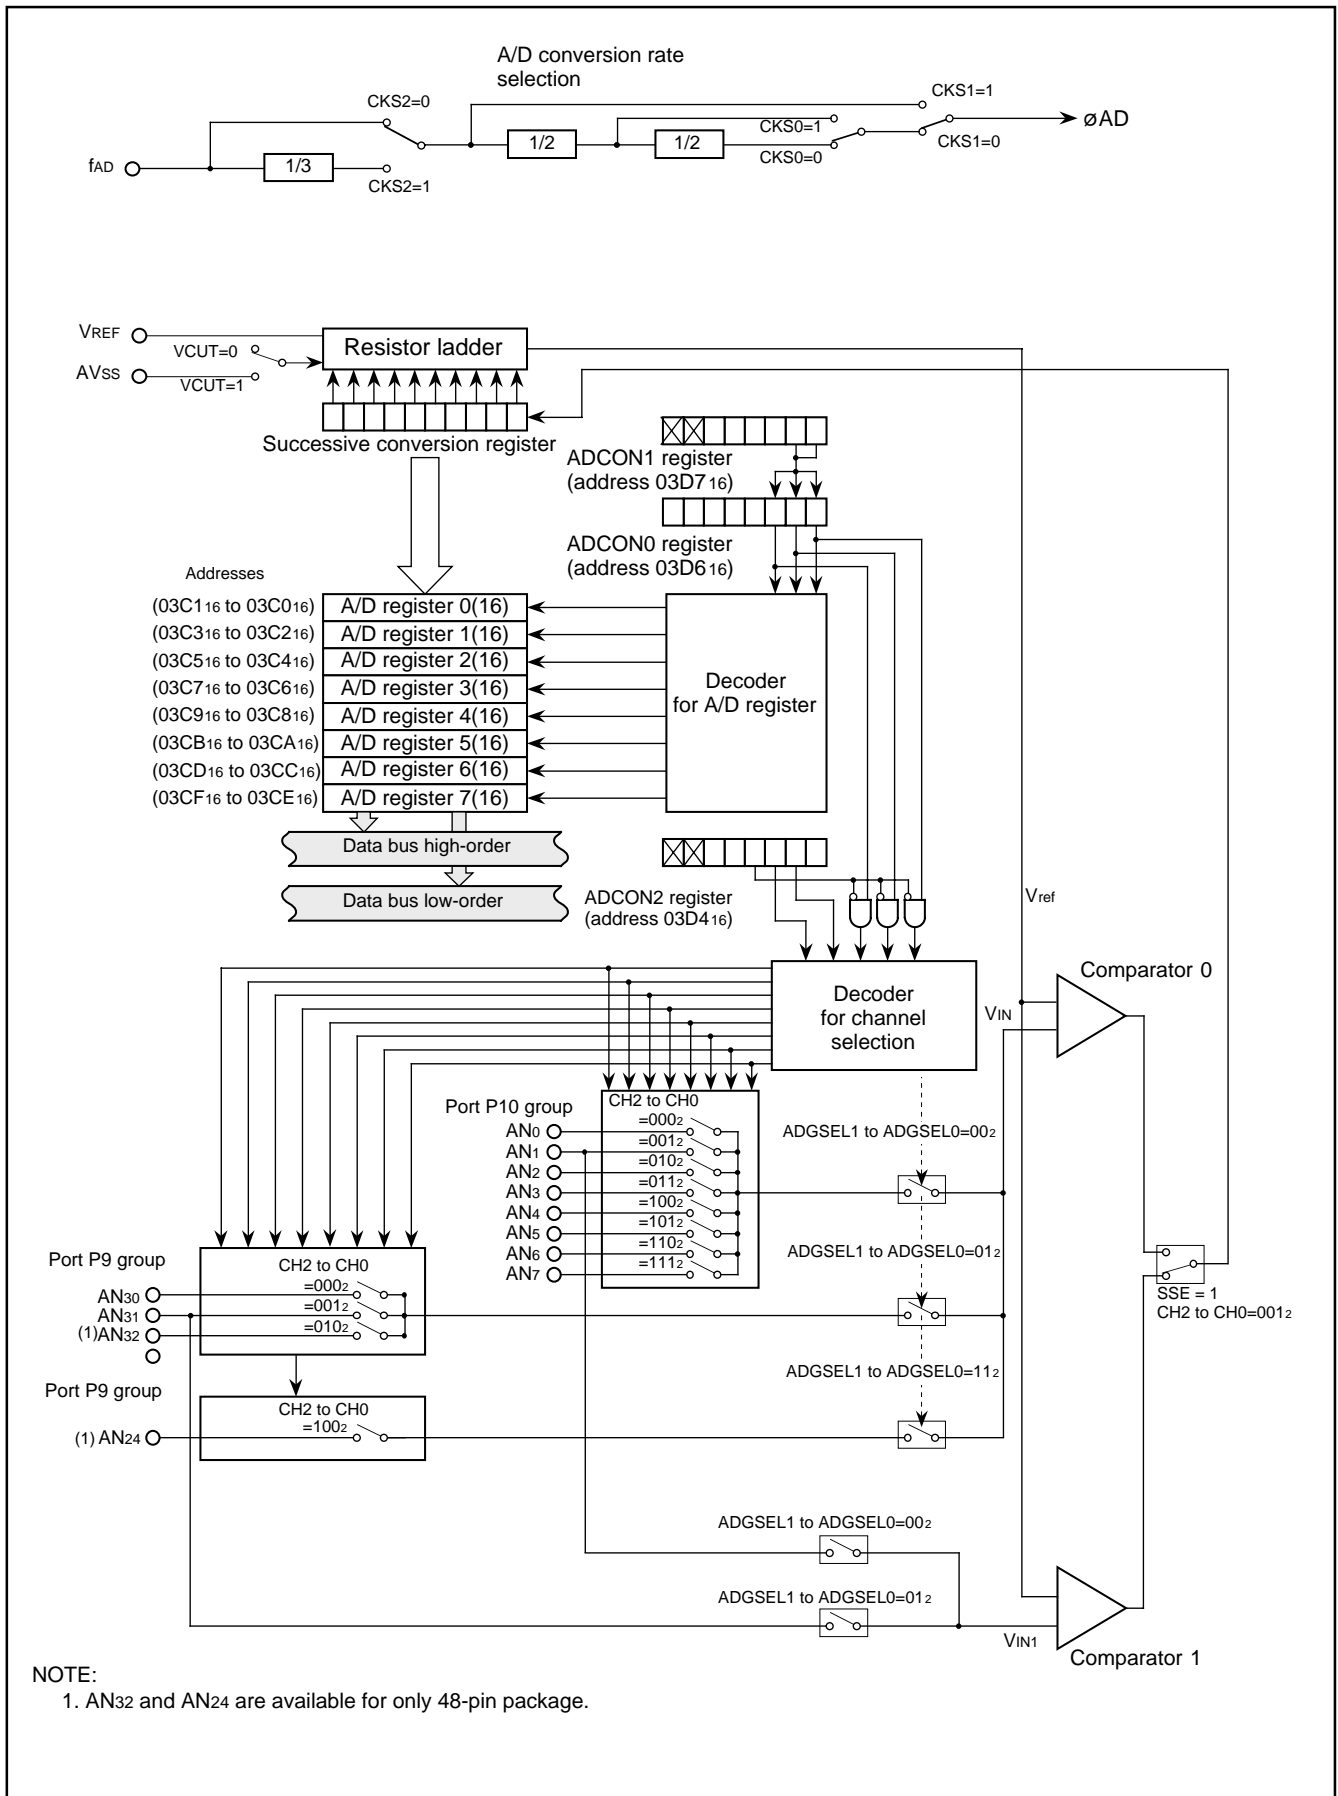 A/D conversion rate
selection
CKS2=0
CKS1=1
CKS0=1
øAD
1/2
1/2
CKS0=0
CKS1=0
fAD
1/3
CKS2=1
VREF
VCUT=0
Resistor ladder
AVSS
VCUT=1
Successive conversion register
ADCON1 register
(address 03D716)
ADCON0 register
(address 03D616)
Addresses
(03C116 to 03C016)
A/D register 0(16)
(03C316 to 03C216)
A/D register 1(16)
(03C516 to 03C416)
A/D register 2(16)
(03C716 to 03C616)
A/D register 3(16)
(03C916 to 03C816)
A/D register 4(16)
(03CB16 to 03CA16)
A/D register 5(16)
(03CD16 to 03CC16)
A/D register 6(16)
(03CF16 to 03CE16)
A/D register 7(16)
Decoder
for A/D register
Data bus high-order
Data bus low-order
ADCON2 register
(address 03D416)
Vref
Comparator 0
Decoder
for channel
selection
VIN
Port P10 group
CH2 to CH0
AN0
=0002
AN1
=0012
AN2
=0102
AN3
=0112
AN4
=1002
AN5
=1012
AN6
=1102
AN7
=1112
ADGSEL1 to ADGSEL0=002
ADGSEL1 to ADGSEL0=012
ADGSEL1 to ADGSEL0=112
Port P9 group
CH2 to CH0
AN30
=0002
AN31
=0012
(1)AN32
=0102
SSE = 1
CH2 to CH0=0012
Port P9 group
CH2 to CH0
=1002
(1) AN24
ADGSEL1 to ADGSEL0=002
ADGSEL1 to ADGSEL0=012
VIN1
Comparator 1
NOTE:
1. AN32 and AN24 are available for only 48-pin package.